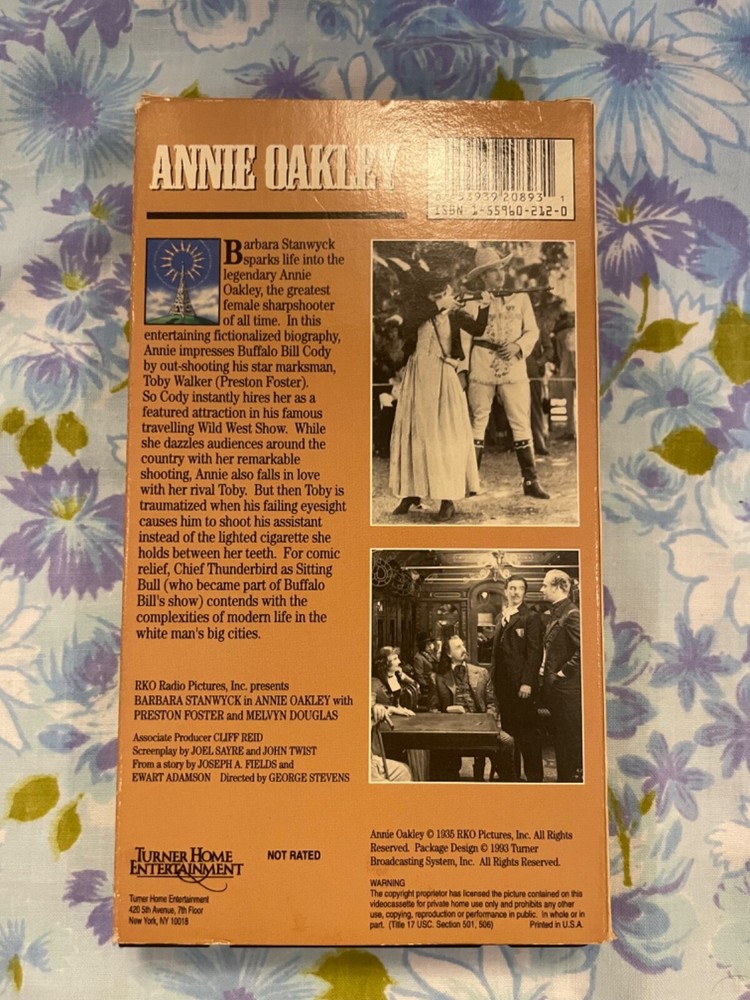 ANNIE OAKLEY
53939 20893 1
ISBN 1-55960-212-0
Barbara Stanwyck
sparks life into the
legendary Annie
Oakley, the greatest
female sharpshooter
of all time. In this
entertaining fictionalized biography,
Annie impresses Buffalo Bill Cody
by out-shooting his star marksman,
Toby Walker (Preston Foster).
So Cody instantly hires her as a
featured attraction in his famous
travelling Wild West Show. While
she dazzles audiences around the
country with her remarkable
shooting, Annie also falls in love
with her rival Toby. But then Toby is
traumatized when his failing eyesight
causes him to shoot his assistant
instead of the lighted cigarette she
holds between her teeth. For comic
relief, Chief Thunderbird as Sitting
Bull (who became part of Buffalo
Bill's show) contends with the
complexities of modern life in the
white man's big cities.
RKO Radio Pictures, Inc. presents
BARBARA STANWYCK in ANNIE OAKLEY with
PRESTON FOSTER and MELVYN DOUGLAS
Associate Producer CLIFF REID
Screenplay by JOEL SAYRE and JOHN TWIST
From a story by JOSEPH A. FIELDS and
EWART ADAMSON Directed by GEORGE STEVENS
TURNER HOME
ENTERTAINMENT
NOT RATED
Turner Home Entertainment
420 5th Avenue, 7th Floor
New York, NY 10018
Annie Oakley © 1935 RKO Pictures, Inc. All Rights
Reserved. Package Design © 1993 Turner
Broadcasting System, Inc. All Rights Reserved.
WARNING
The copyright proprietor has licensed the picture contained on this
videocassette for private home use only and prohibits any other
use, copying, reproduction or performance in public. In whole or in
part. (Title 17 USC. Section 501, 506) Printed in U.S.A.